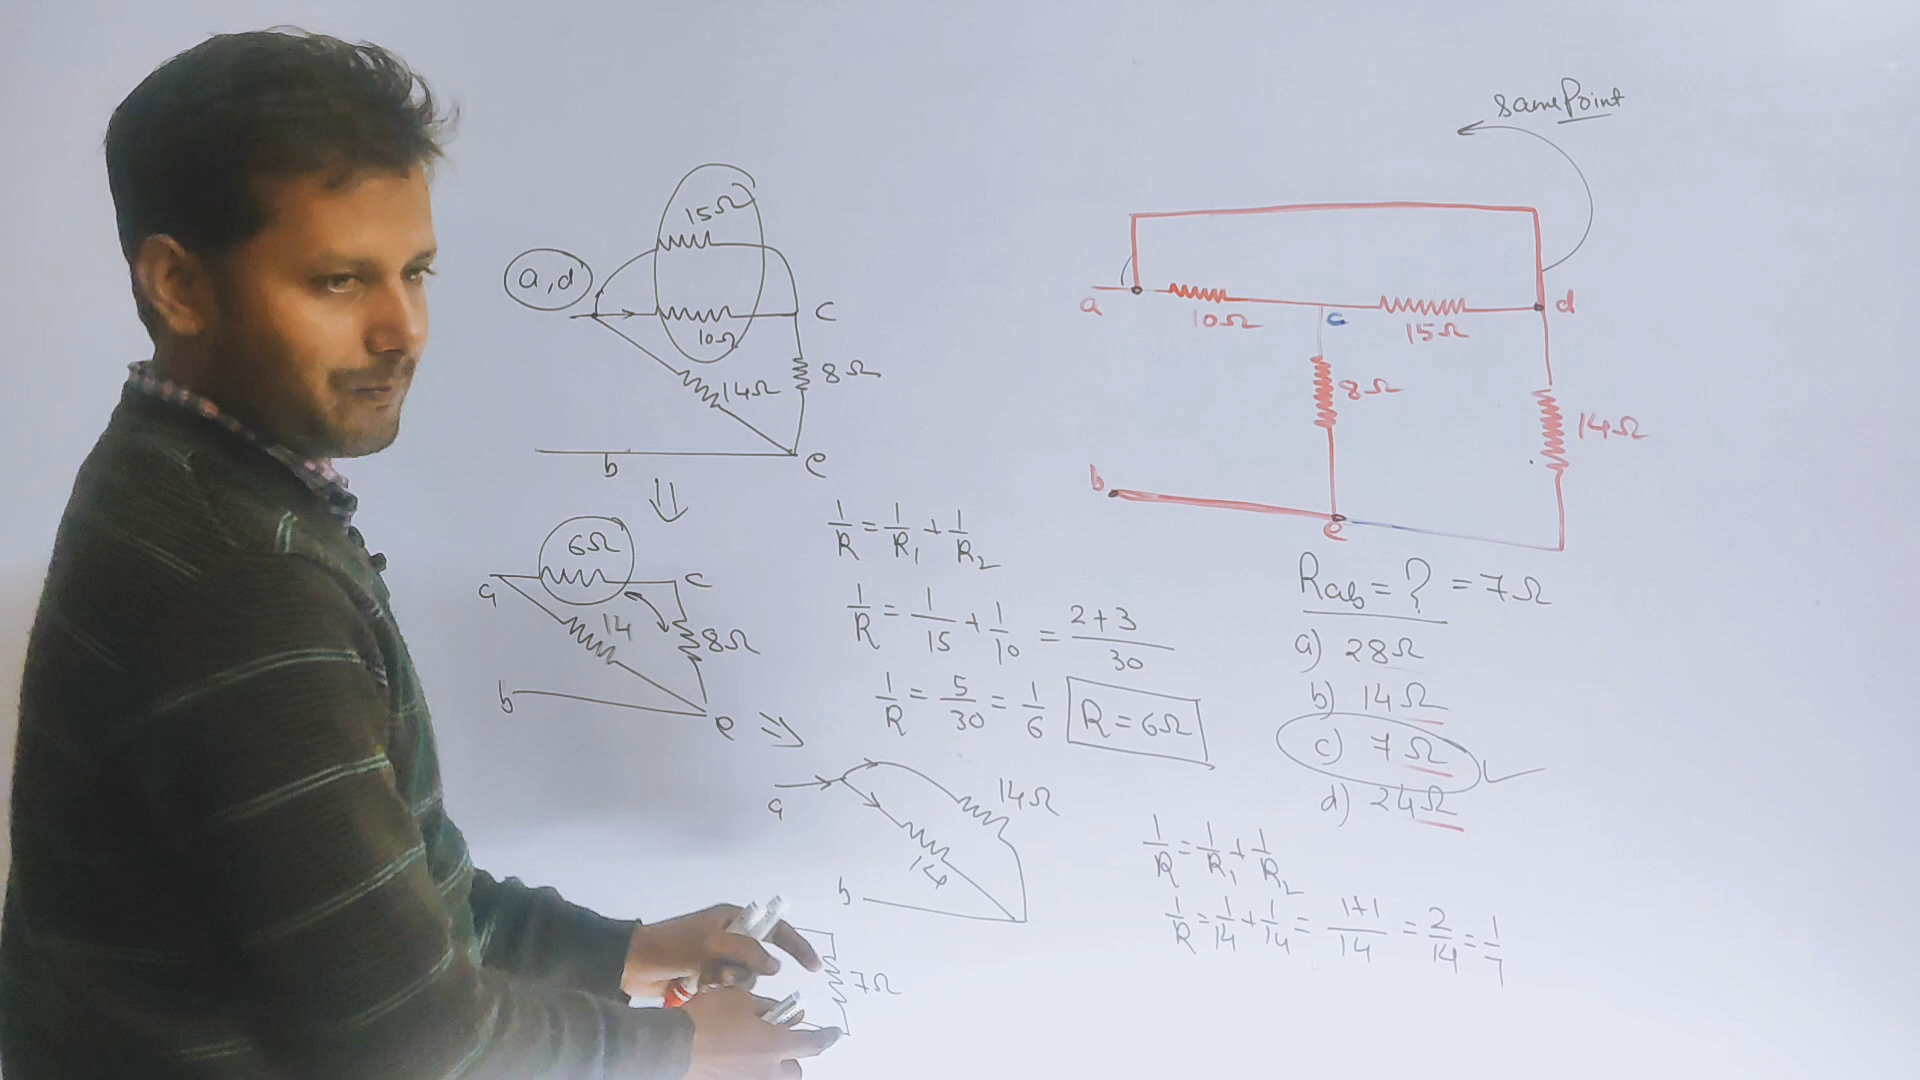 same Point
15Ω
a,d
10Ω
c
14Ω
8Ω
b
e
a
10Ω
c
15Ω
d
8Ω
14Ω
b
e
6Ω
a
c
14
8Ω
b
e
1/R = 1/R₁ + 1/R₂
1/R = 1/15 + 1/10 = 2+3/30
1/R = 5/30 = 1/6
R = 6Ω
Rab = ? = 7Ω
a) 28Ω
b) 14Ω
c) 7Ω
d) 24Ω
a
14Ω
14
b
7Ω
1/R = 1/R₁ + 1/R₂
1/R = 1/14 + 1/14 = 1+1/14 = 2/14 = 1/7